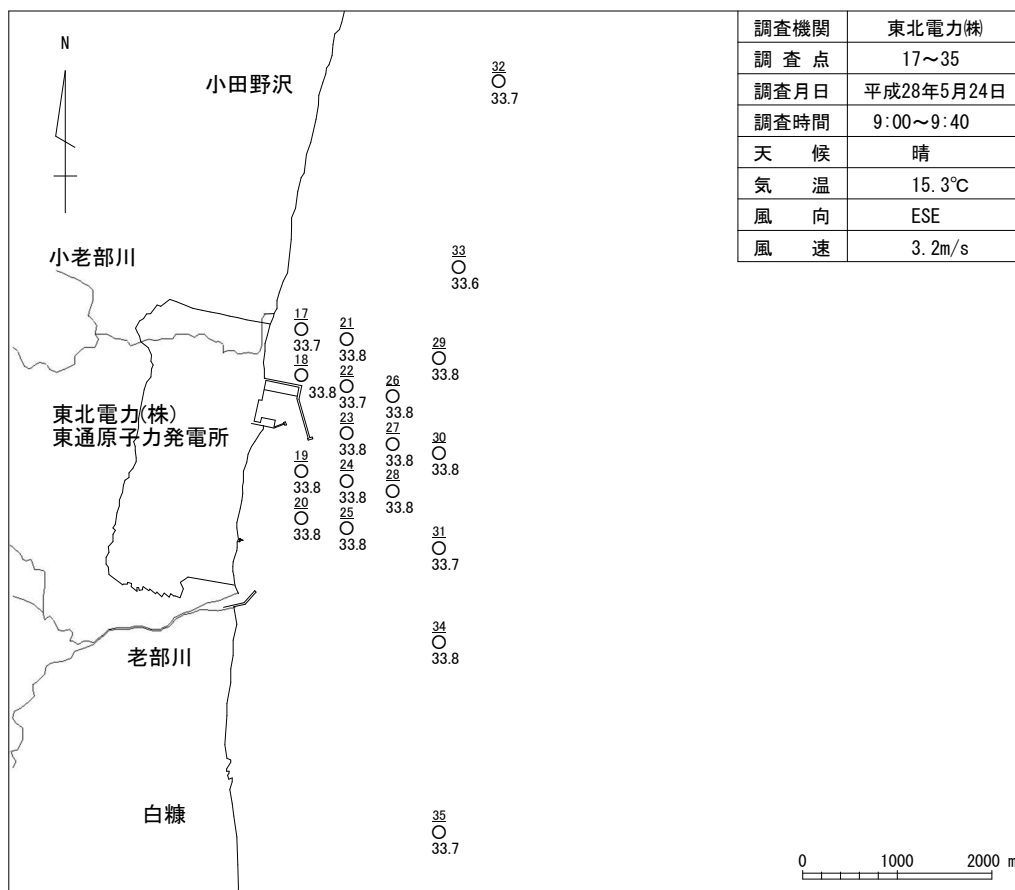 調査機関 東北電力㈱
調査点 17～35
調査月日 平成28年5月24日
調査時間 9:00～9:40
天候 晴
気温 15.3℃
風向 ESE
風速 3.2m/s
N
小田野沢
32
33.7
小老部川
33
33.6
17
33.7
21
33.8
29
33.8
18
33.8
22
33.7
26
33.8
東北電力(株)
東通原子力発電所
23
33.8
27
33.8
30
33.8
19
33.8
24
33.8
28
33.8
20
33.8
25
33.8
31
33.7
34
33.8
老部川
白糠
35
33.7
0 1000 2000 m